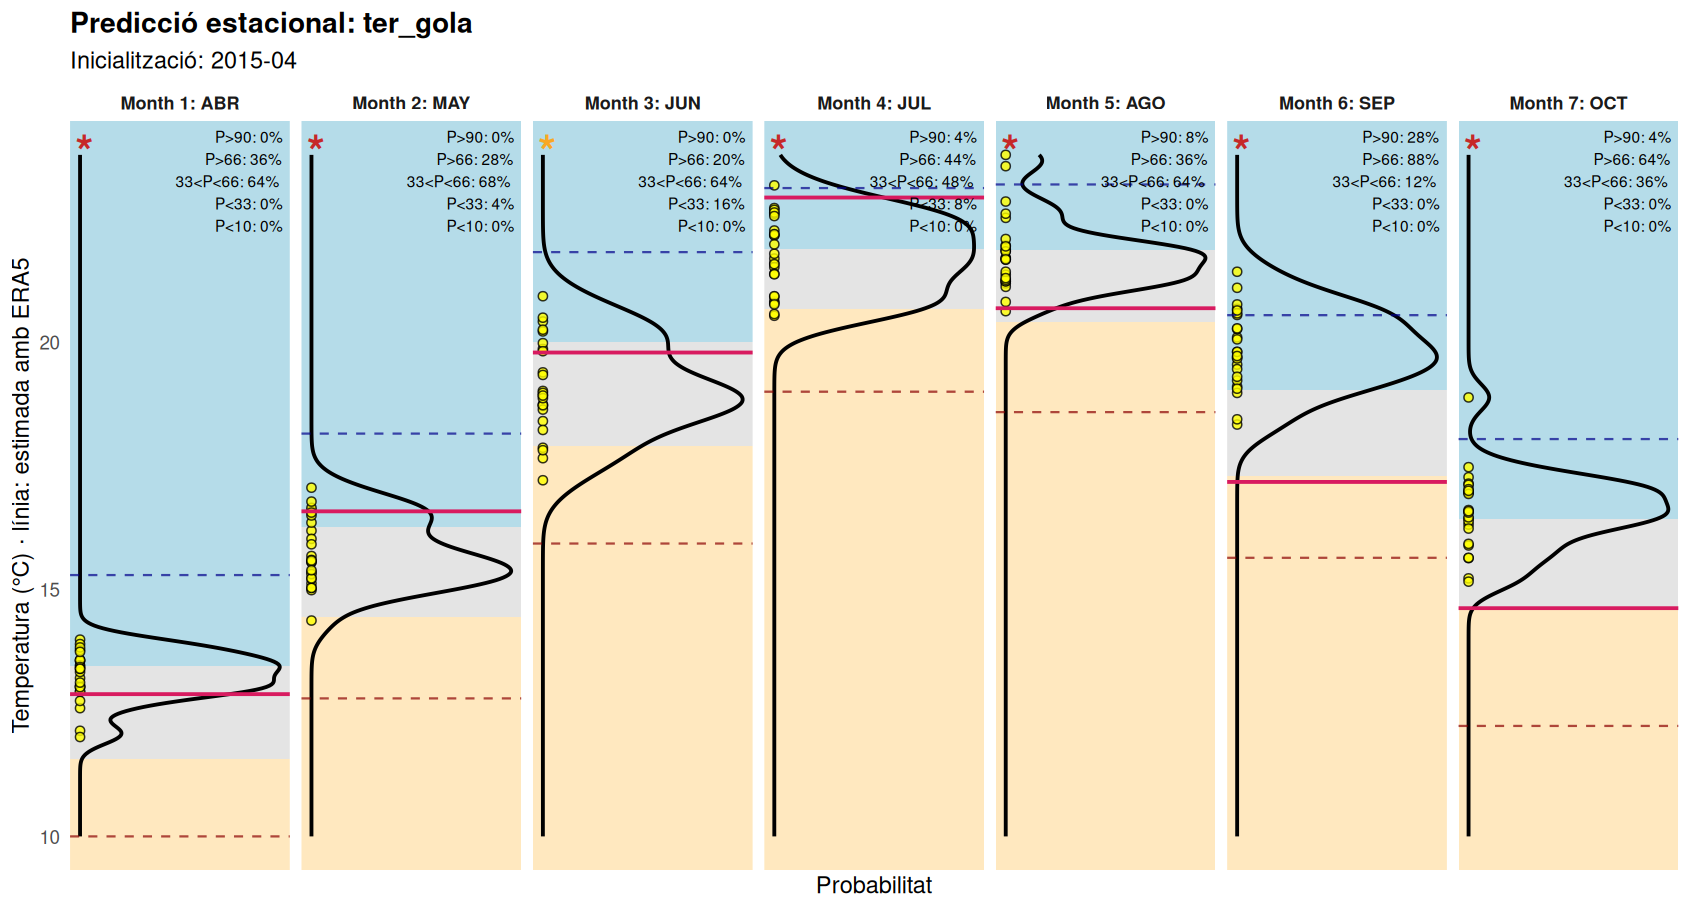 Predicció estacional: ter_gola
Inicialització: 2015-04
Month 1: ABR
Month 2: MAY
Month 3: JUN
Month 4: JUL
Month 5: AGO
Month 6: SEP
Month 7: OCT
*
P>90: 0%
P>66: 36%
33<P<66: 64%
P<33: 0%
P<10: 0%
*
P>90: 0%
P>66: 28%
33<P<66: 68%
P<33: 4%
P<10: 0%
*
P>90: 0%
P>66: 20%
33<P<66: 64%
P<33: 16%
P<10: 0%
*
P>90: 4%
P>66: 44%
33<P<66: 48%
P<33: 8%
P<10: 0%
*
P>90: 8%
P>66: 36%
33<P<66: 64%
P<33: 0%
P<10: 0%
*
P>90: 28%
P>66: 88%
33<P<66: 12%
P<33: 0%
P<10: 0%
*
P>90: 4%
P>66: 64%
33<P<66: 36%
P<33: 0%
P<10: 0%
Temperatura (°C) · línia: estimada amb ERA5
20
15
10
Probabilitat